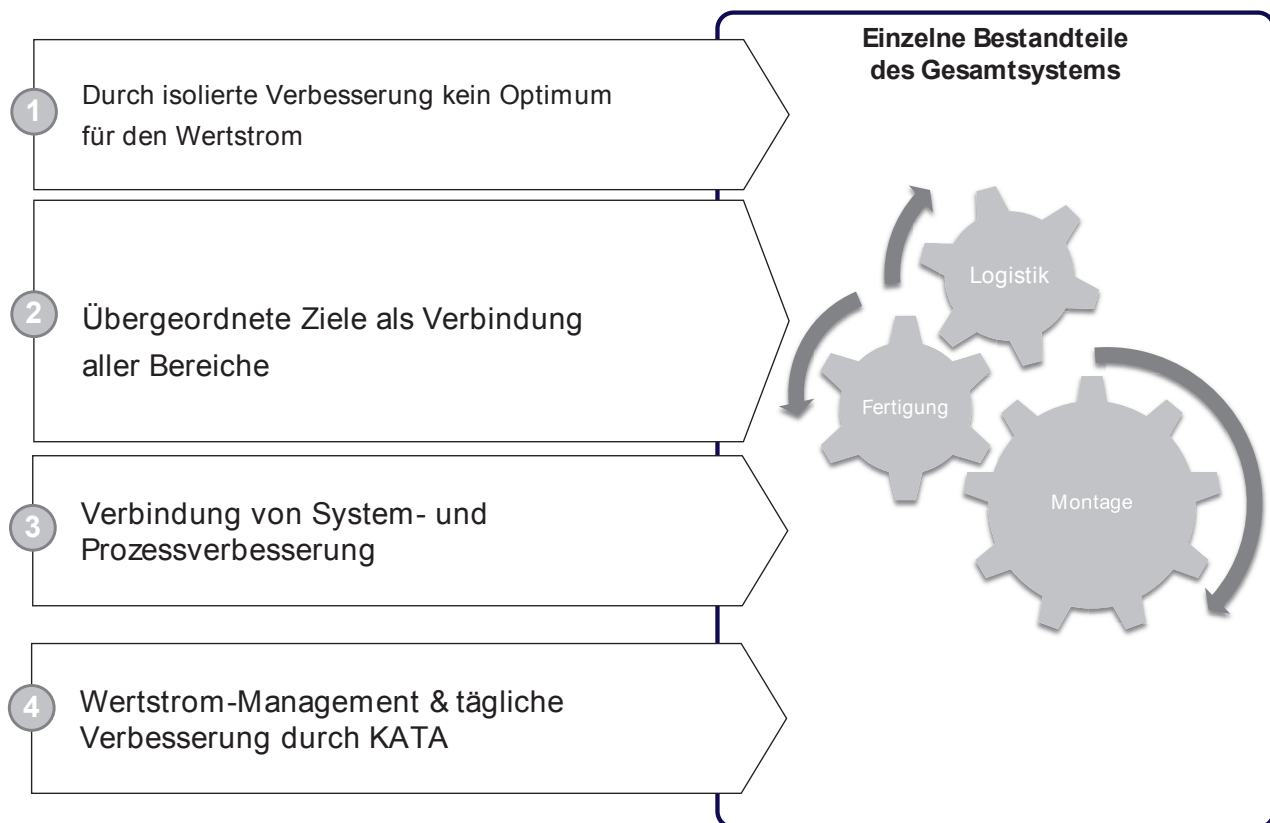 1
Durch isolierte Verbesserung kein Optimum
für den Wertstrom
2
Übergeordnete Ziele als Verbindung
aller Bereiche
3
Verbindung von System- und
Prozessverbesserung
4
Wertstrom-Management & tägliche
Verbesserung durch KATA
Einzelne Bestandteile
des Gesamtsystems
Logistik
Fertigung
Montage